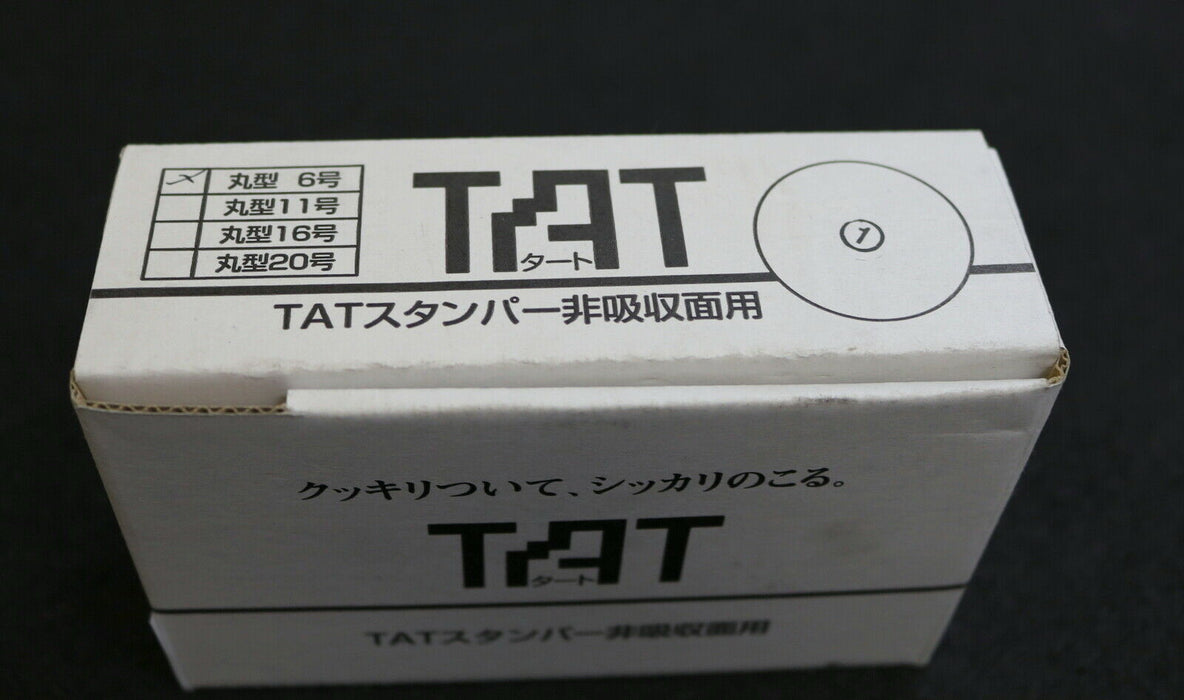 丸型 6号
丸型11号
丸型16号
丸型20号
TAT
タート
1
TATスタンパー非吸収面用
クッキリついて、シッカリのこる。
TAT
タート
TATスタンパー非吸収面用